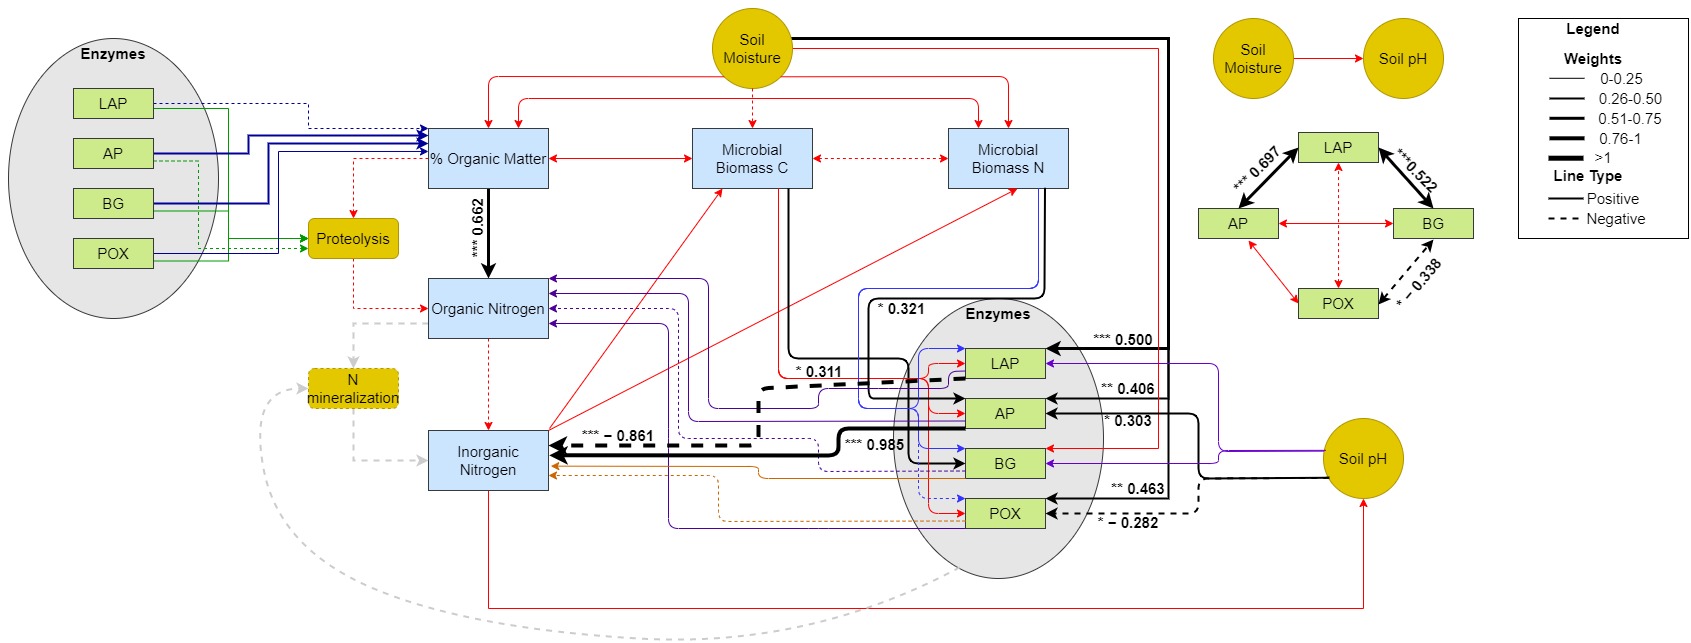 Enzymes
LAP
AP
BG
POX
Proteolysis
% Organic Matter
*** 0.662
Organic Nitrogen
N
mineralization
Inorganic
Nitrogen
Soil
Moisture
Microbial
Biomass C
Microbial
Biomass N
* 0.321
* 0.311
*** − 0.861
*** 0.985
Enzymes
LAP
AP
BG
POX
*** 0.500
** 0.406
* 0.303
** 0.463
* − 0.282
Soil pH
Soil
Moisture
Soil pH
LAP
AP
BG
POX
*** 0.697
***0.522
* − 0.338
Legend
Weights
0-0.25
0.26-0.50
0.51-0.75
0.76-1
>1
Line Type
Positive
Negative